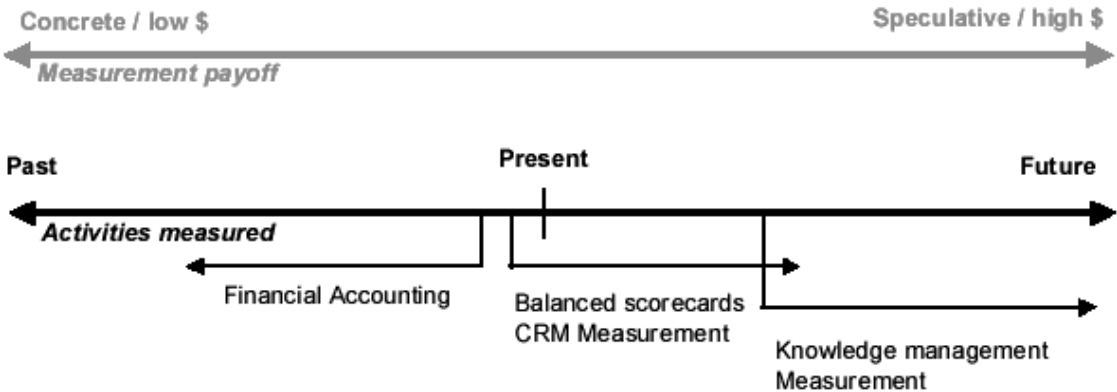 Concrete / low $
Speculative / high $
Measurement payoff
Past
Present
Future
Activities measured
Financial Accounting
Balanced scorecards
CRM Measurement
Knowledge management
Measurement